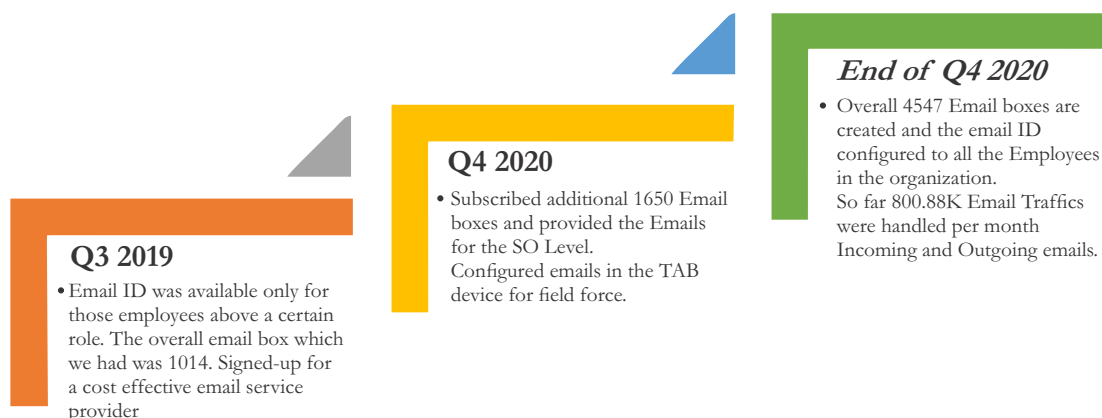 Q3 2019
• Email ID was available only for
those employees above a certain
role. The overall email box which
we had was 1014. Signed-up for
a cost effective email service
provider
Q4 2020
• Subscribed additional 1650 Email
boxes and provided the Emails
for the SO Level.
Configured emails in the TAB
device for field force.
End of Q4 2020
• Overall 4547 Email boxes are
created and the email ID
configured to all the Employees
in the organization.
So far 800.88K Email Traffics
were handled per month
Incoming and Outgoing emails.